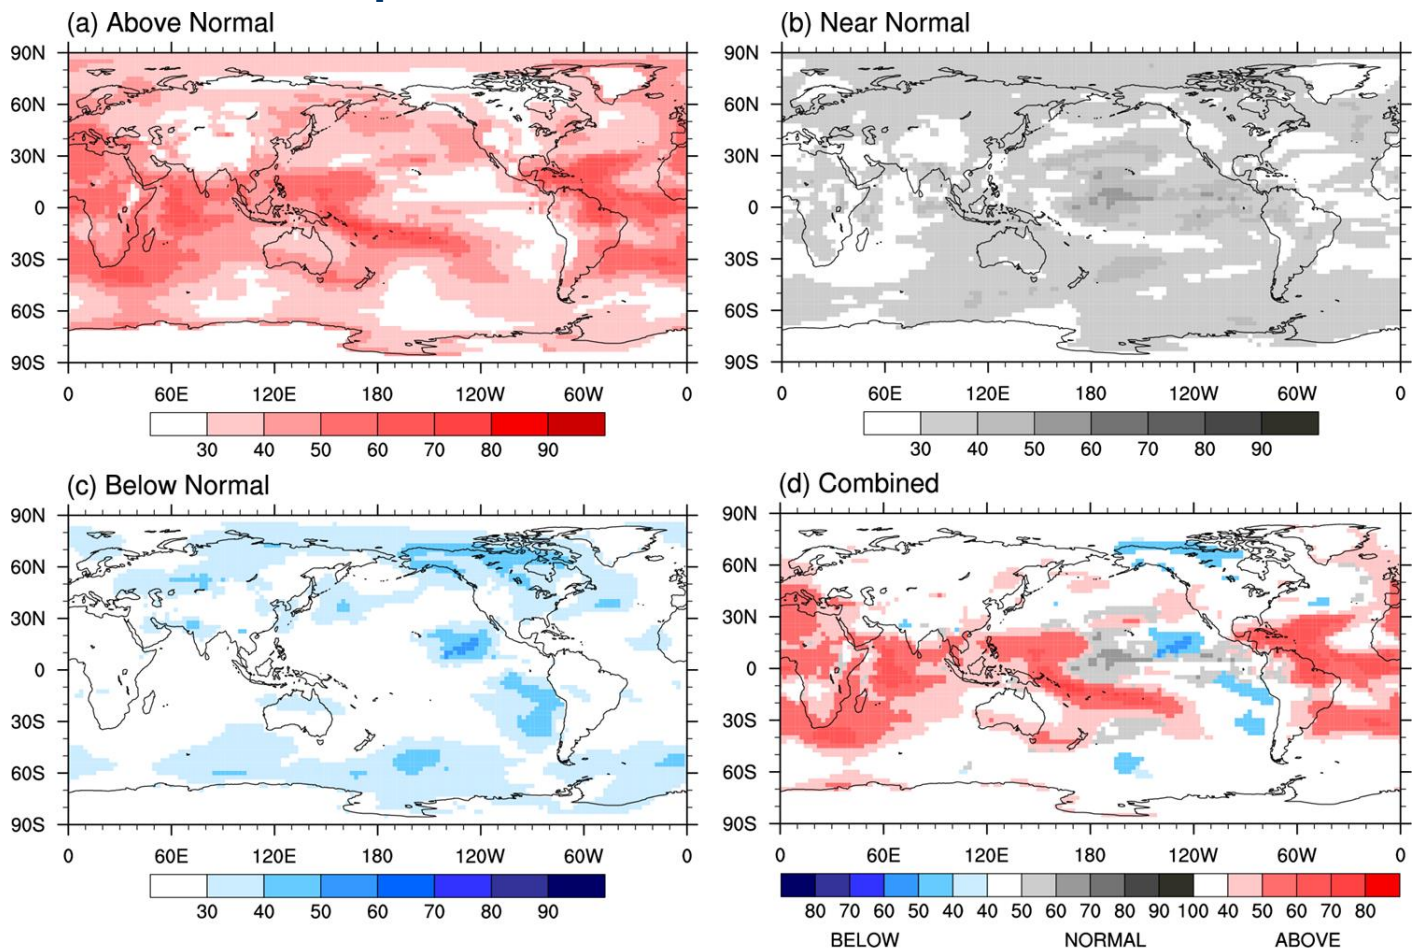 (a) Above Normal
(b) Near Normal
90N 90N
60N 60N
30N 30N
0 0
30S 30S
60S 60S
90S 90S
0 60E 120E 180 120W 60W 0 0 60E 120E 180 120W 60W 0
30 40 50 60 70 80 90 30 40 50 60 70 80 90
(c) Below Normal
(d) Combined
90N 90N
60N 60N
30N 30N
0 0
30S 30S
60S 60S
90S 90S
0 60E 120E 180 120W 60W 0 0 60E 120E 180 120W 60W 0
30 40 50 60 70 80 90 80 70 60 50 40 40 50 60 70 80 90 100 40 50 60 70 80
BELOW NORMAL ABOVE